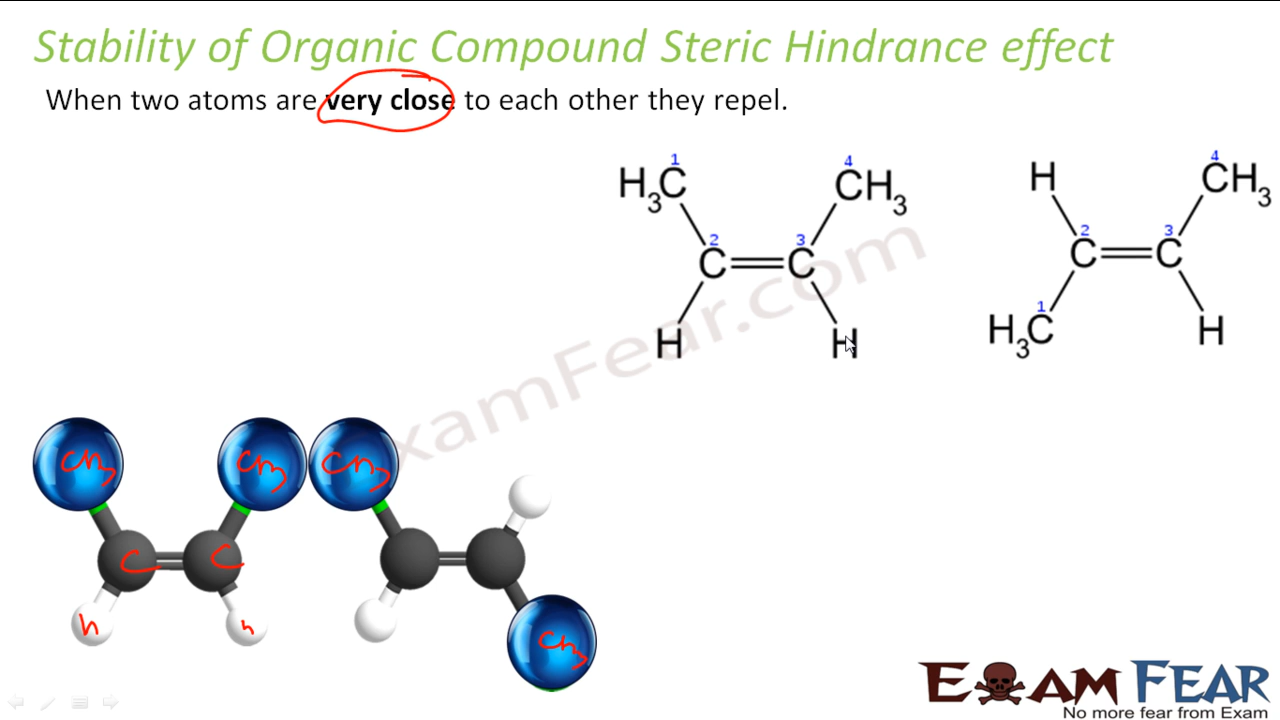 Stability of Organic Compound Steric Hindrance effect
When two atoms are very close to each other they repel.
1 4
H3C CH3
2 3
C C
H H
4
H CH3
2 3
C C
1
H3C H
ExamFear.com
CH3 CH3 CH3
C C
h h
CH3
EXAM FEAR
No more fear from Exam